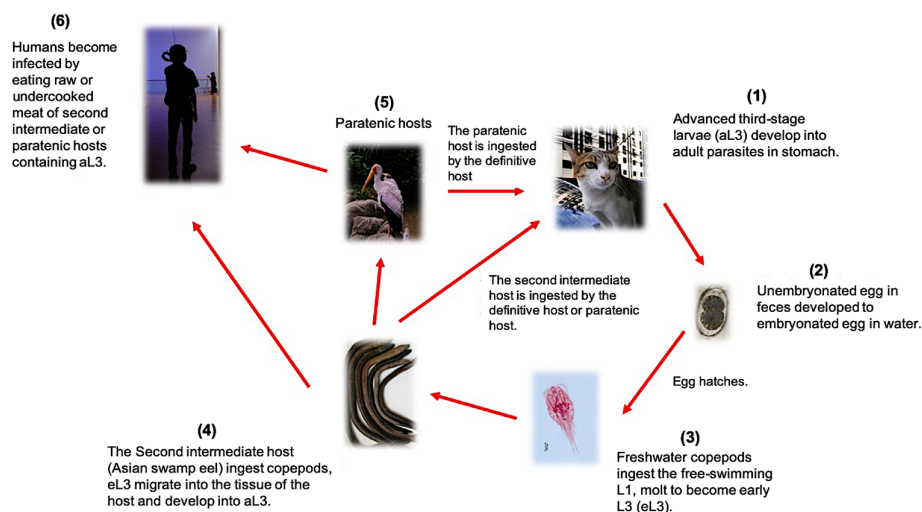 (6)
Humans become
infected by
eating raw or
undercooked
meat of second
intermediate or
paratenic hosts
containing aL3.
(5)
Paratenic hosts
The paratenic
host is ingested
by the definitive
host
(1)
Advanced third-stage
larvae (aL3) develop into
adult parasites in stomach.
(2)
Unembryonated egg in
feces developed to
embryonated egg in water.
The second intermediate
host is ingested by the
definitive host or paratenic
host.
Egg hatches.
(3)
Freshwater copepods
ingest the free-swimming
L1, molt to become early
L3 (eL3).
(4)
The Second intermediate host
(Asian swamp eel) ingest copepods,
eL3 migrate into the tissue of the
host and develop into aL3.